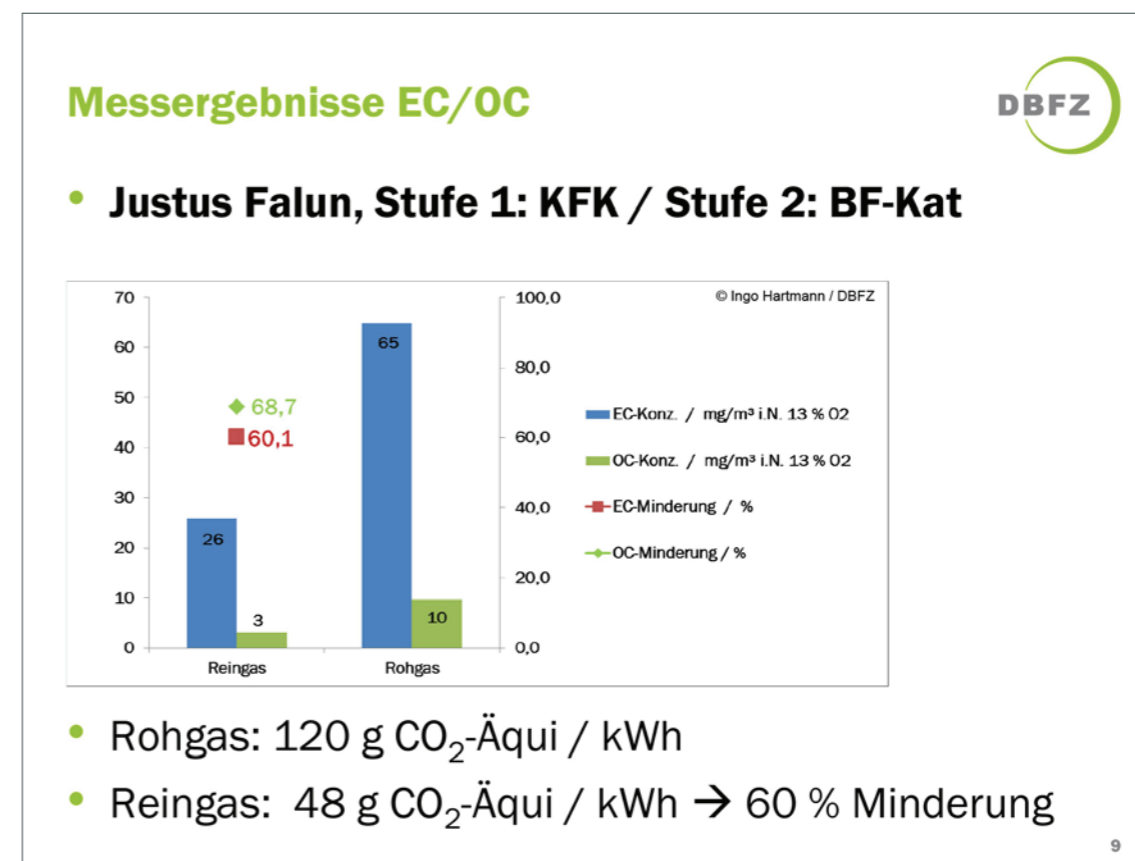 Messergebnisse EC/OC
DBFZ
• Justus Falun, Stufe 1: KFK / Stufe 2: BF-Kat
© Ingo Hartmann / DBFZ
70
60
50
40
30
20
10
0
100,0
80,0
60,0
40,0
20,0
0,0
68,7
60,1
26
3
65
10
Reingas
Rohgas
EC-Konz. / mg/m³ i.N. 13 % O2
OC-Konz. / mg/m³ i.N. 13 % O2
EC-Minderung / %
OC-Minderung / %
• Rohgas: 120 g CO₂-Äqui / kWh
• Reingas: 48 g CO₂-Äqui / kWh → 60 % Minderung
9